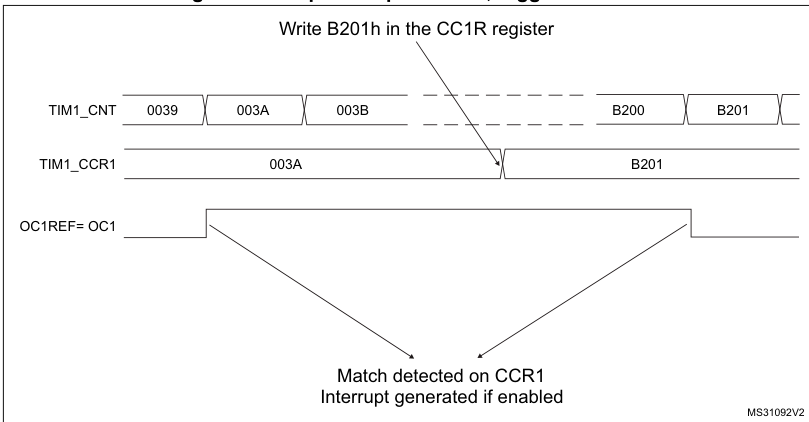 Write B201h in the CC1R register
TIM1_CNT 0039 003A 003B B200 B201
TIM1_CCR1 003A B201
OC1REF= OC1
Match detected on CCR1
Interrupt generated if enabled
MS31092V2